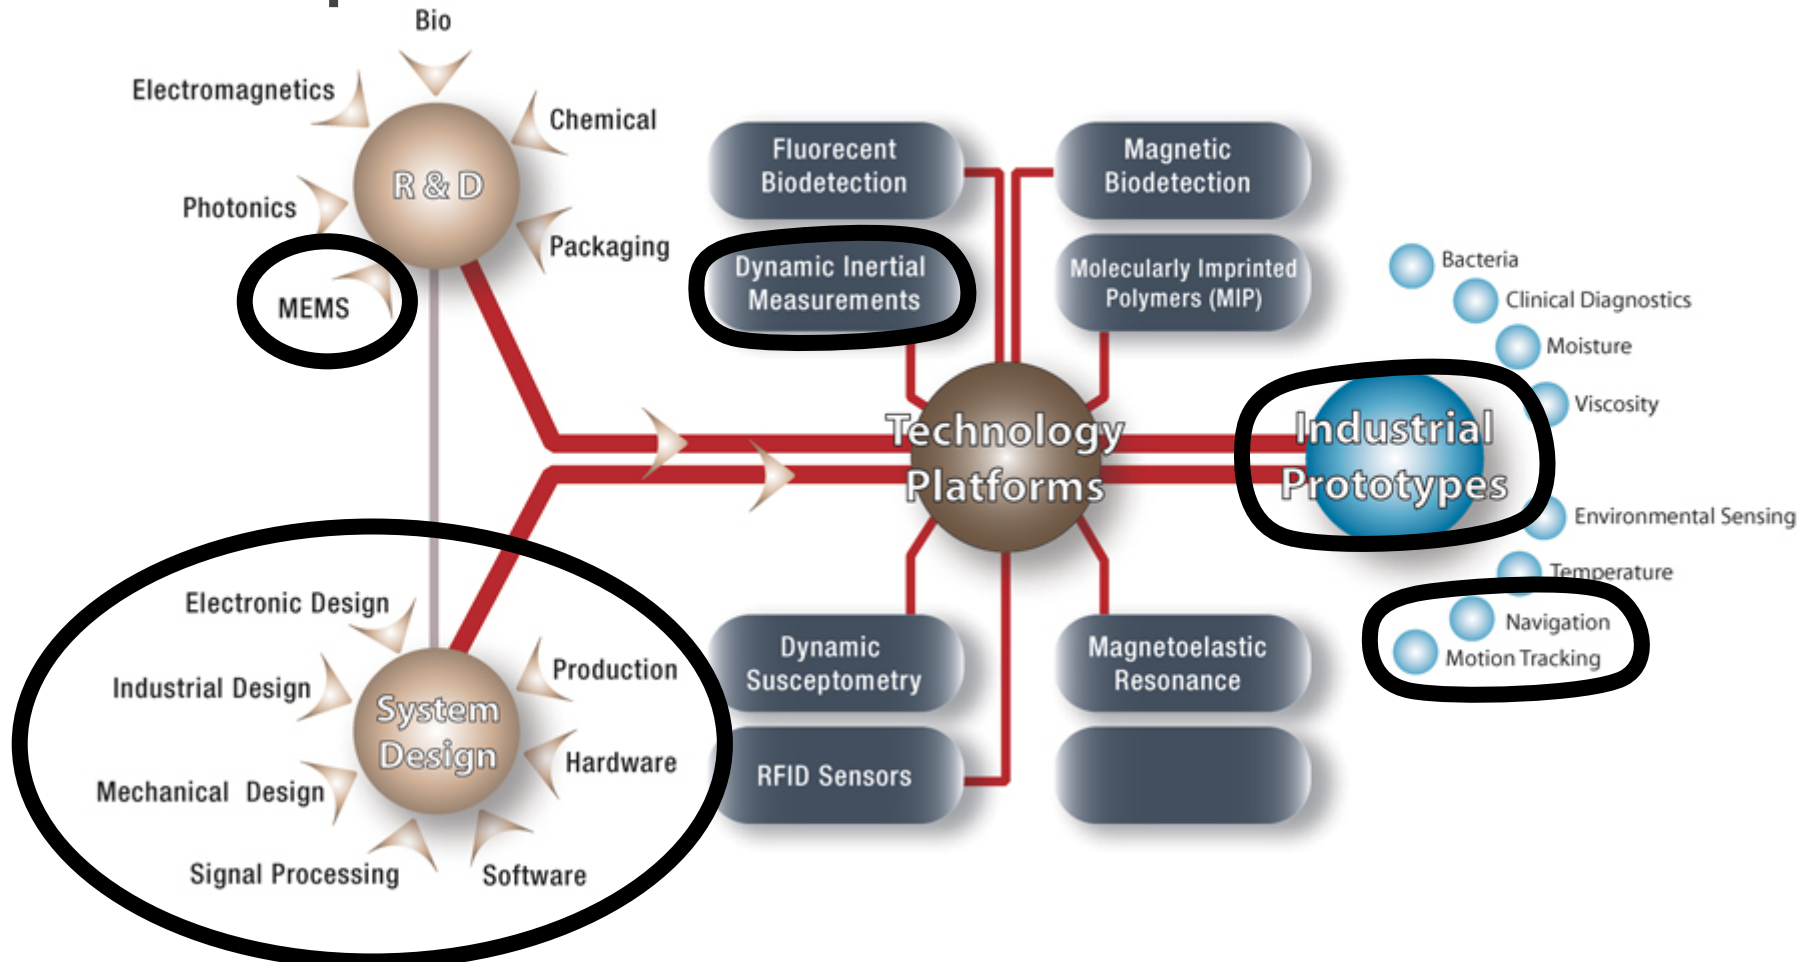 Bio
Electromagnetics
Chemical
R & D
Photonics
Packaging
MEMS
Fluorecent
Biodetection
Magnetic
Biodetection
Dynamic Inertial
Measurements
Molecularly Imprinted
Polymers (MIP)
Technology
Platforms
Industrial
Prototypes
Bacteria
Clinical Diagnostics
Moisture
Viscosity
Environmental Sensing
Temperature
Navigation
Motion Tracking
Electronic Design
Production
Industrial Design
System
Design
Hardware
Mechanical Design
Signal Processing
Software
Dynamic
Susceptometry
Magnetoelastic
Resonance
RFID Sensors